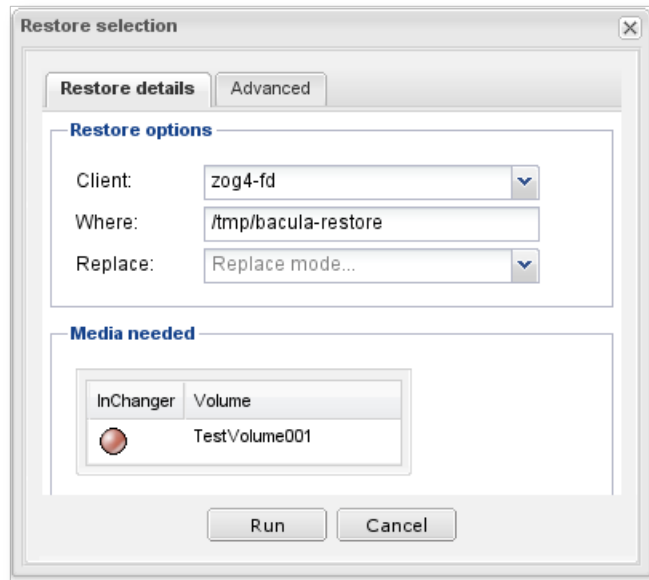 Restore selection
Restore details
Advanced
Restore options
Client:
zog4-fd
Where:
/tmp/bacula-restore
Replace:
Replace mode...
Media needed
InChanger
Volume
TestVolume001
Run
Cancel